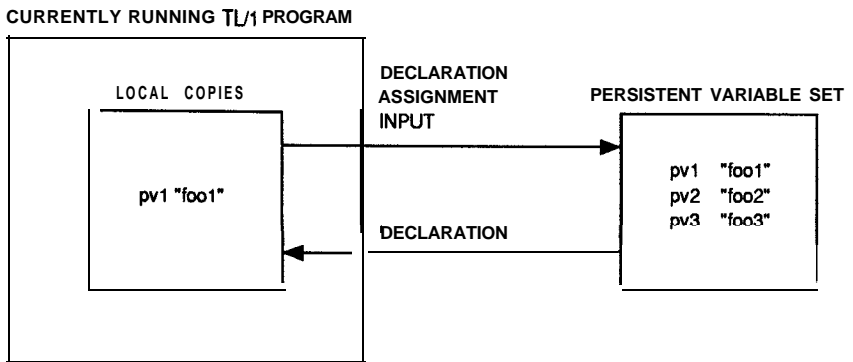 CURRENTLY RUNNING TL/1 PROGRAM
LOCAL COPIES
pv1 "foo1"
DECLARATION
ASSIGNMENT
INPUT
DECLARATION
PERSISTENT VARIABLE SET
pv1 "foo1"
pv2 "foo2"
pv3 "foo3"